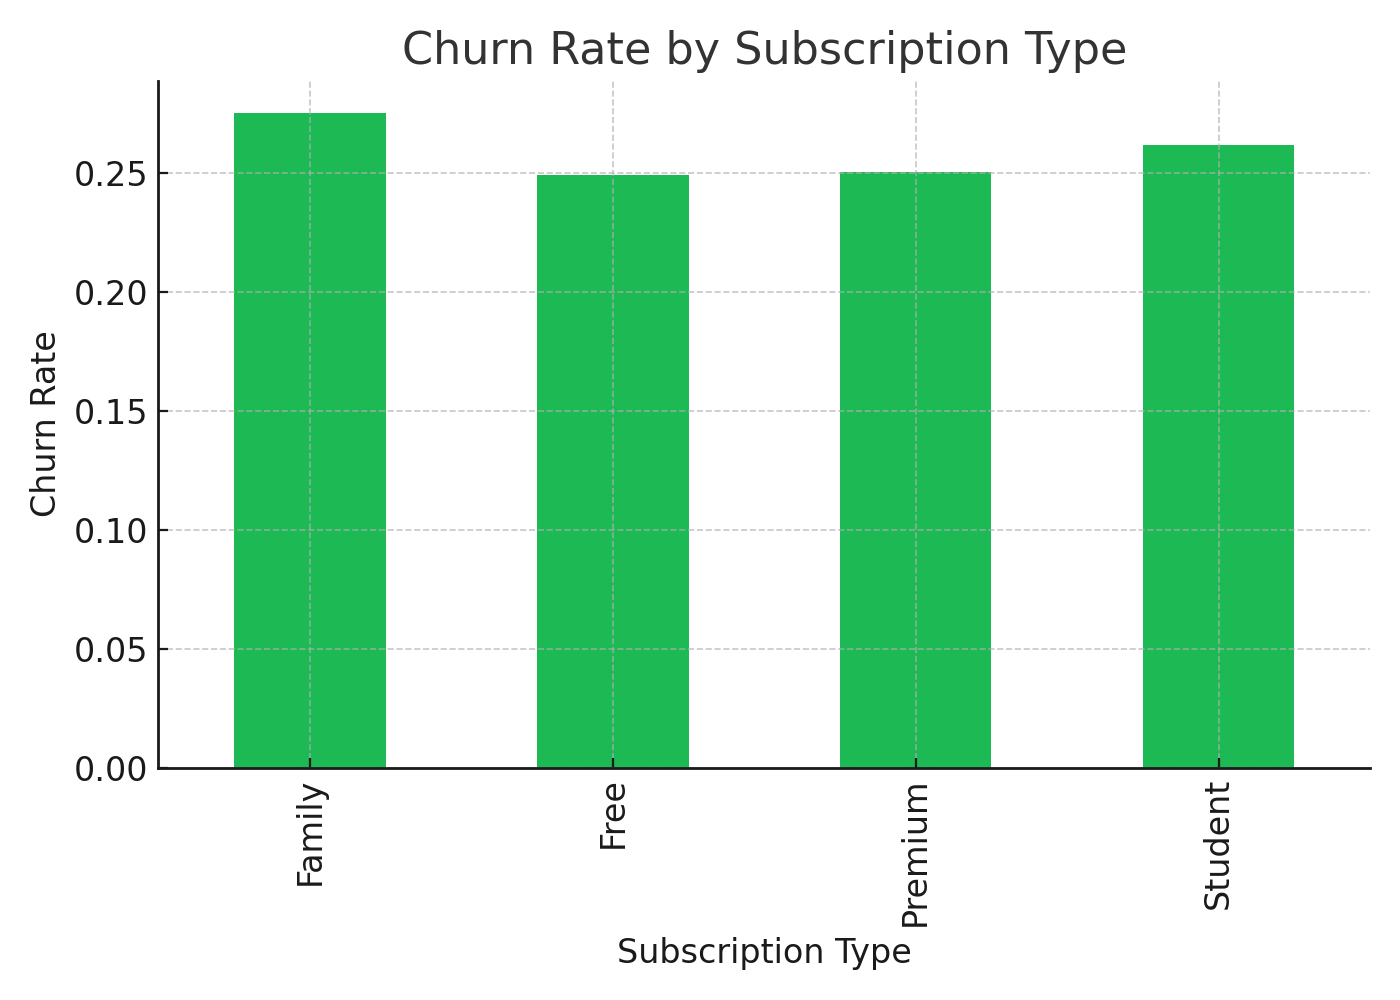 Churn Rate by Subscription Type
Churn Rate
0.25
0.20
0.15
0.10
0.05
0.00
Family
Free
Premium
Student
Subscription Type